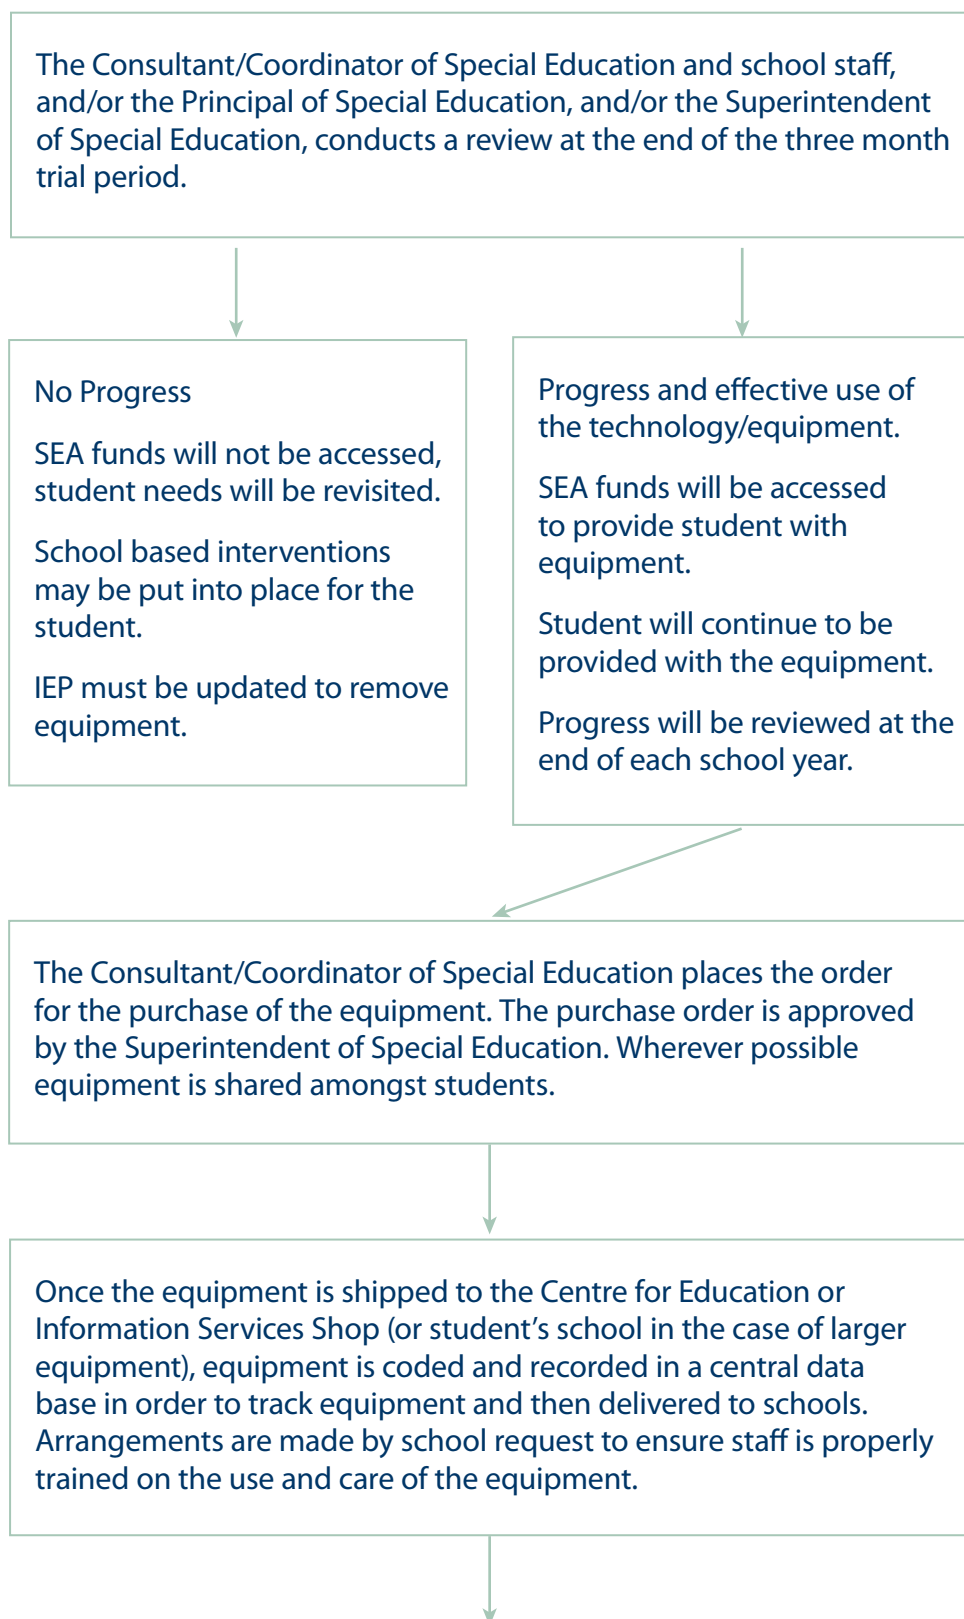 The Consultant/Coordinator of Special Education and school staff,
and/or the Principal of Special Education, and/or the Superintendent
of Special Education, conducts a review at the end of the three month
trial period.
No Progress
SEA funds will not be accessed,
student needs will be revisited.
School based interventions
may be put into place for the
student.
IEP must be updated to remove
equipment.
Progress and effective use of
the technology/equipment.
SEA funds will be accessed
to provide student with
equipment.
Student will continue to be
provided with the equipment.
Progress will be reviewed at the
end of each school year.
The Consultant/Coordinator of Special Education places the order
for the purchase of the equipment. The purchase order is approved
by the Superintendent of Special Education. Wherever possible
equipment is shared amongst students.
Once the equipment is shipped to the Centre for Education or
Information Services Shop (or student's school in the case of larger
equipment), equipment is coded and recorded in a central data
base in order to track equipment and then delivered to schools.
Arrangements are made by school request to ensure staff is properly
trained on the use and care of the equipment.